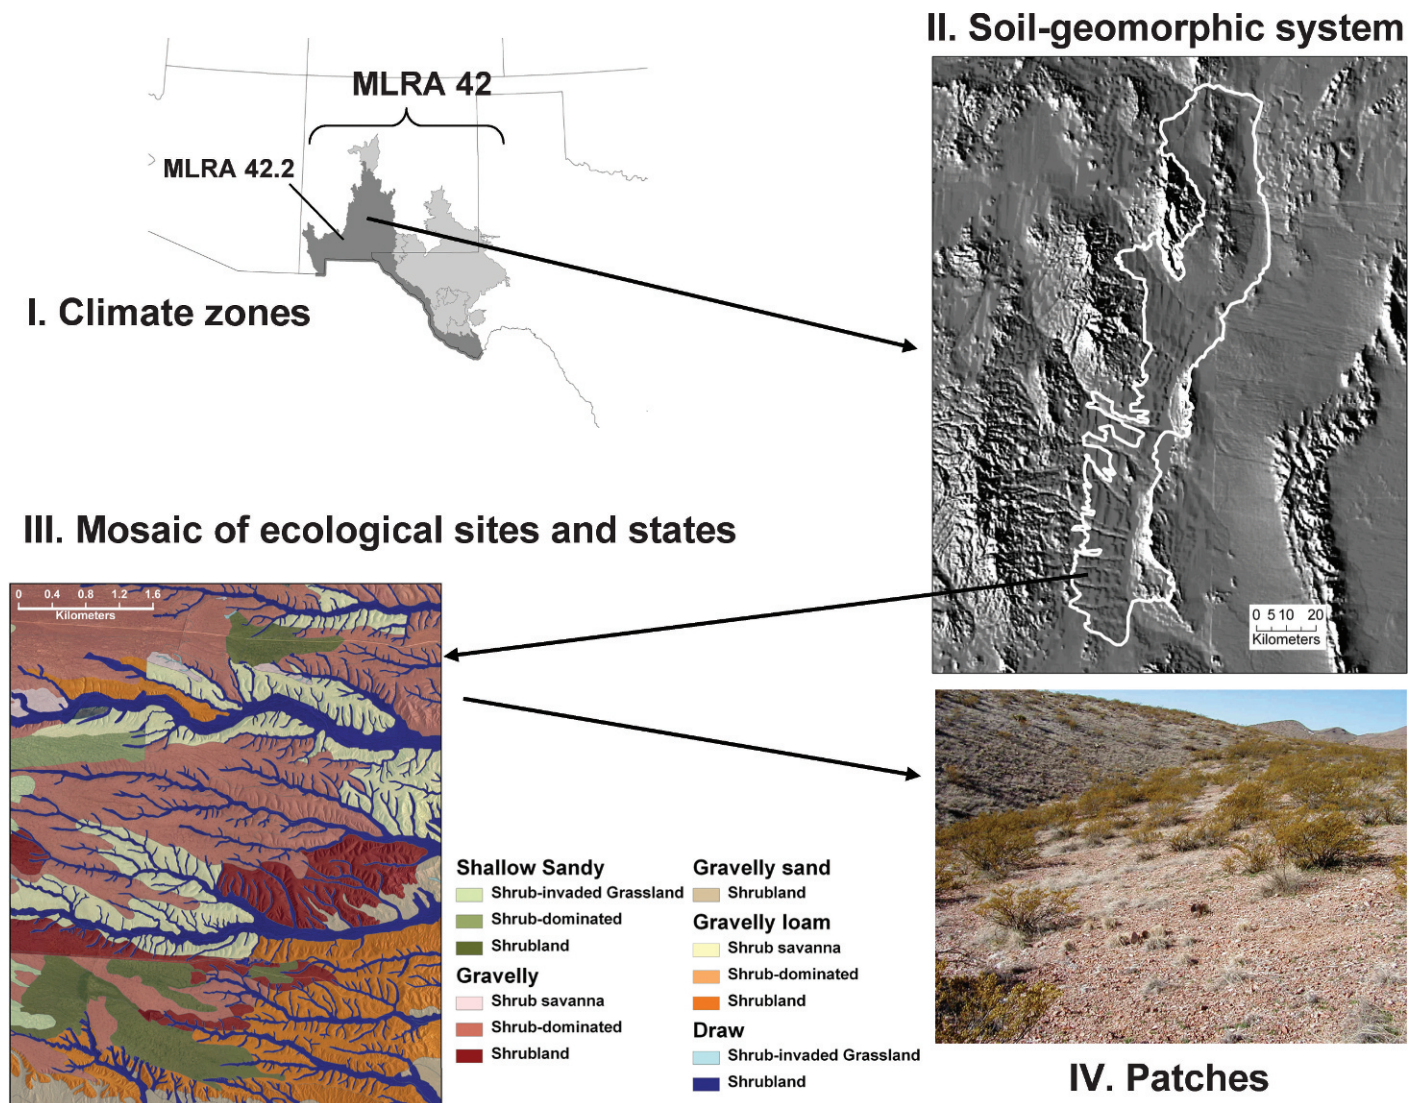 II. Soil-geomorphic system
MLRA 42
MLRA 42.2
I. Climate zones
0 5 10 20
Kilometers
III. Mosaic of ecological sites and states
0 0.4 0.8 1.2 1.6
Kilometers
Shallow Sandy
Shrub-invaded Grassland
Shrub-dominated
Shrubland
Gravelly
Shrub savanna
Shrub-dominated
Shrubland
Gravelly sand
Shrubland
Gravelly loam
Shrub savanna
Shrub-dominated
Shrubland
Draw
Shrub-invaded Grassland
Shrubland
IV. Patches